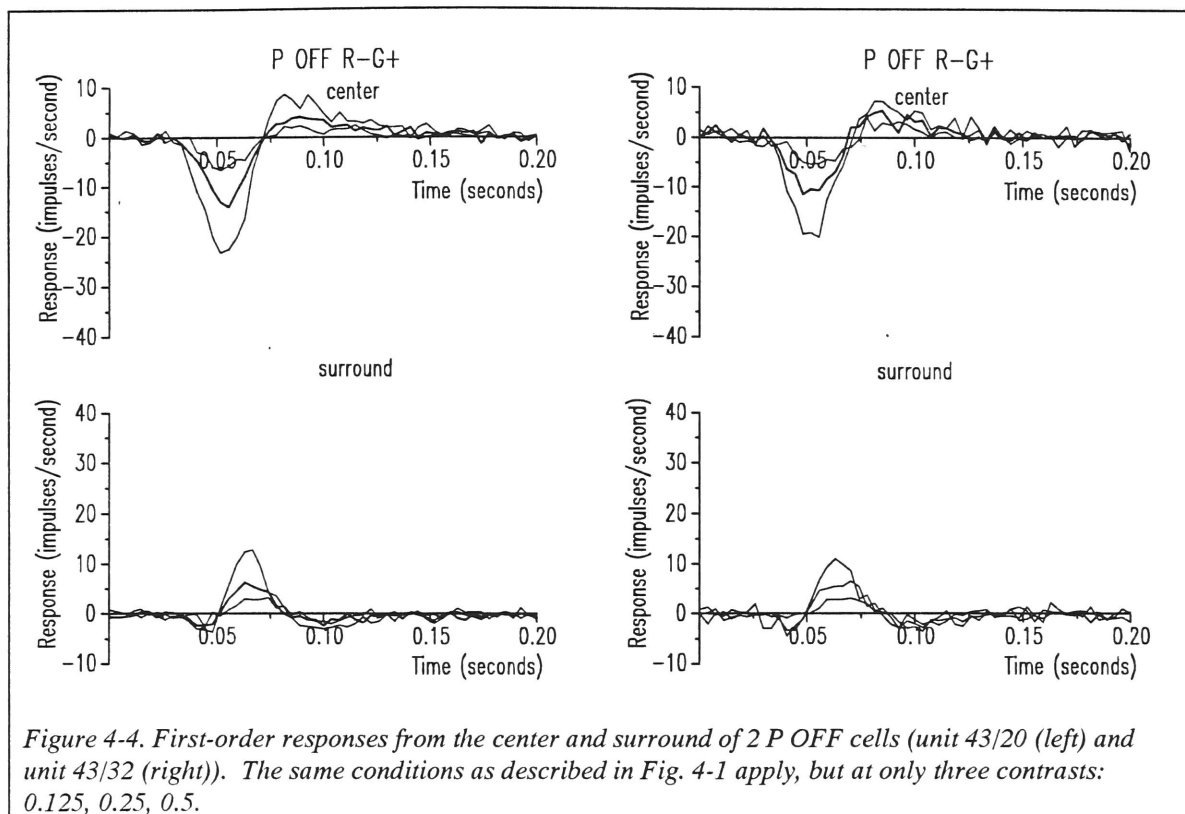 P OFF R-G+
center
10
0
-10
-20
-30
-40
Response (impulses/second)
0.05
0.10
0.15
0.20
Time (seconds)
P OFF R-G+
center
10
0
-10
-20
-30
-40
Response (impulses/second)
0.05
0.10
0.15
0.20
Time (seconds)
surround
40
30
20
10
0
-10
Response (impulses/second)
0.05
0.10
0.15
0.20
Time (seconds)
surround
40
30
20
10
0
-10
Response (impulses/second)
0.05
0.10
0.15
0.20
Time (seconds)
Figure 4-4. First-order responses from the center and surround of 2 P OFF cells (unit 43/20 (left) and
unit 43/32 (right)). The same conditions as described in Fig. 4-1 apply, but at only three contrasts:
0.125, 0.25, 0.5.